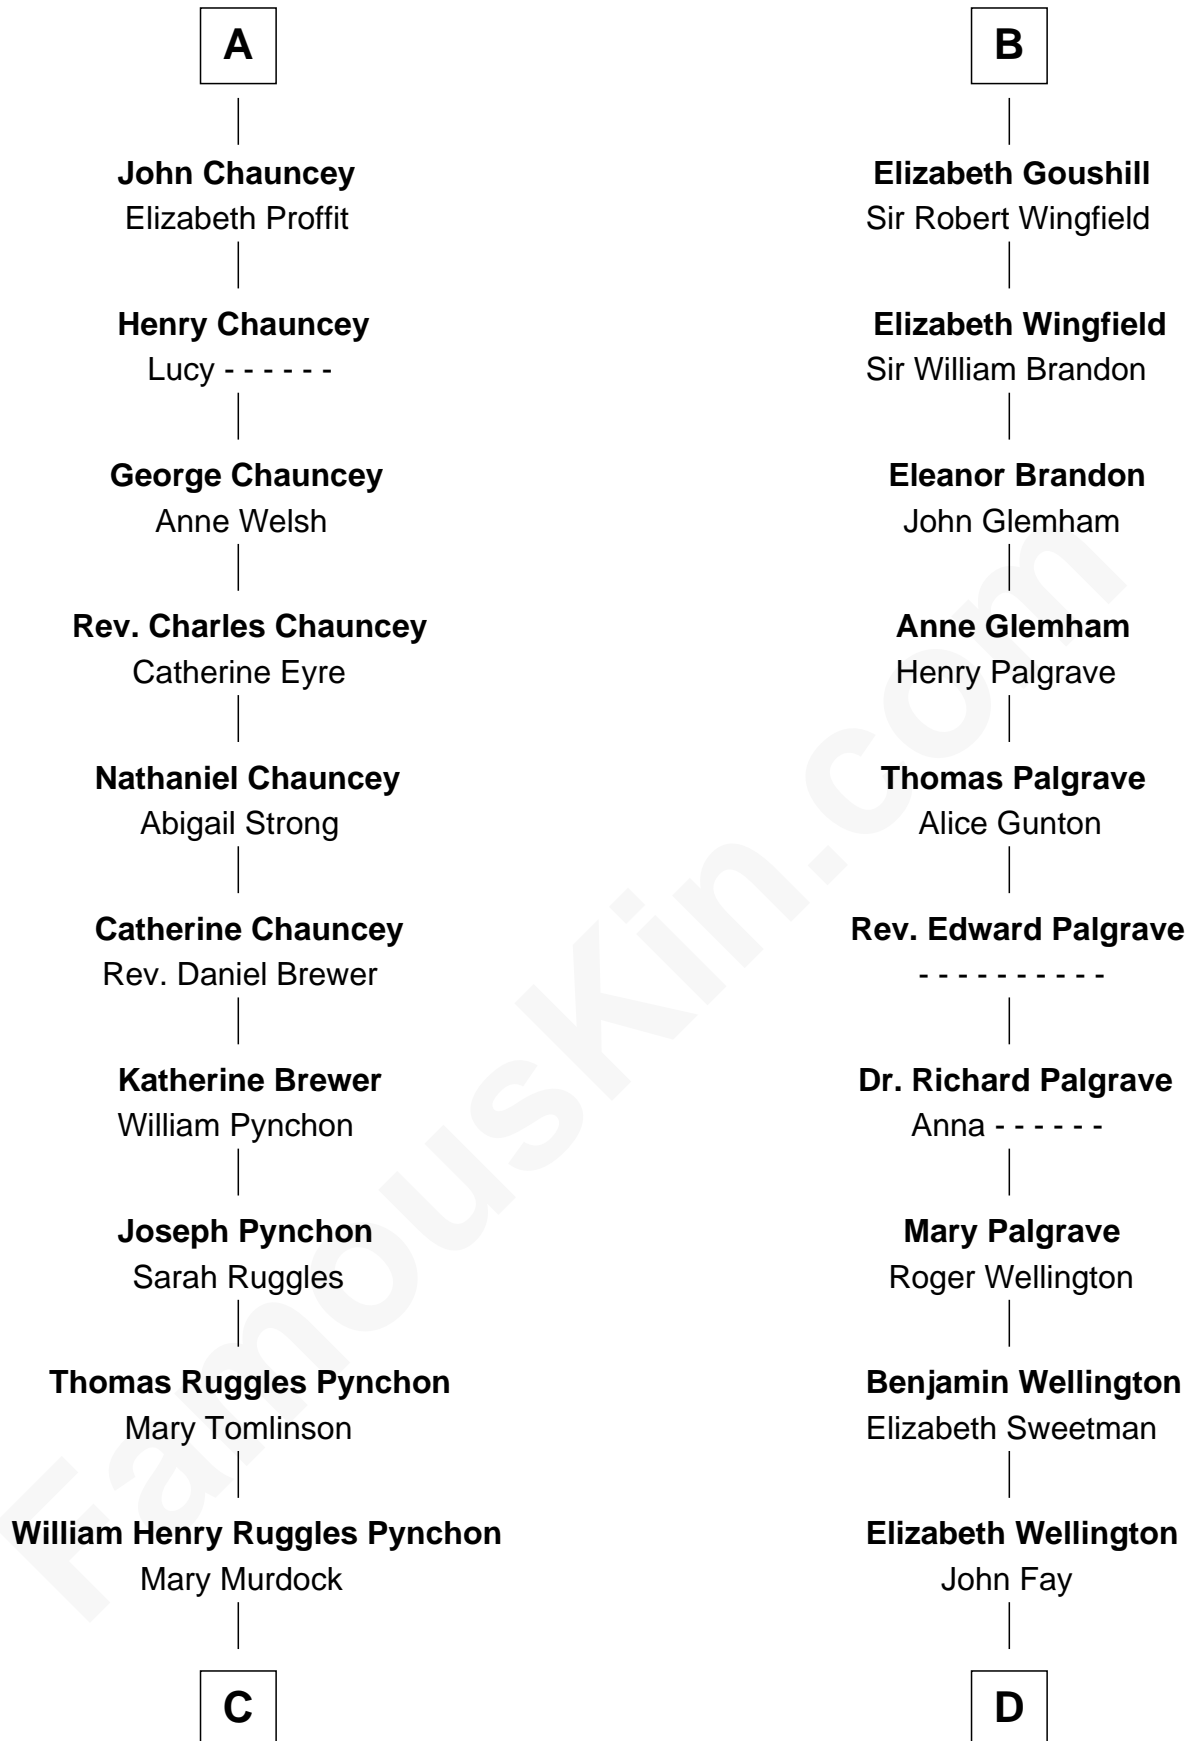 A
John Chauncey
Elizabeth Proffit
Henry Chauncey
Lucy - - - - - -
George Chauncey
Anne Welsh
Rev. Charles Chauncey
Catherine Eyre
Nathaniel Chauncey
Abigail Strong
Catherine Chauncey
Rev. Daniel Brewer
Katherine Brewer
William Pynchon
Joseph Pynchon
Sarah Ruggles
Thomas Ruggles Pynchon
Mary Tomlinson
William Henry Ruggles Pynchon
Mary Murdock
C
B
Elizabeth Goushill
Sir Robert Wingfield
Elizabeth Wingfield
Sir William Brandon
Eleanor Brandon
John Glemham
Anne Glemham
Henry Palgrave
Thomas Palgrave
Alice Gunton
Rev. Edward Palgrave
- - - - - - - - - -
Dr. Richard Palgrave
Anna - - - - - -
Mary Palgrave
Roger Wellington
Benjamin Wellington
Elizabeth Sweetman
Elizabeth Wellington
John Fay
D
FamousKin.com